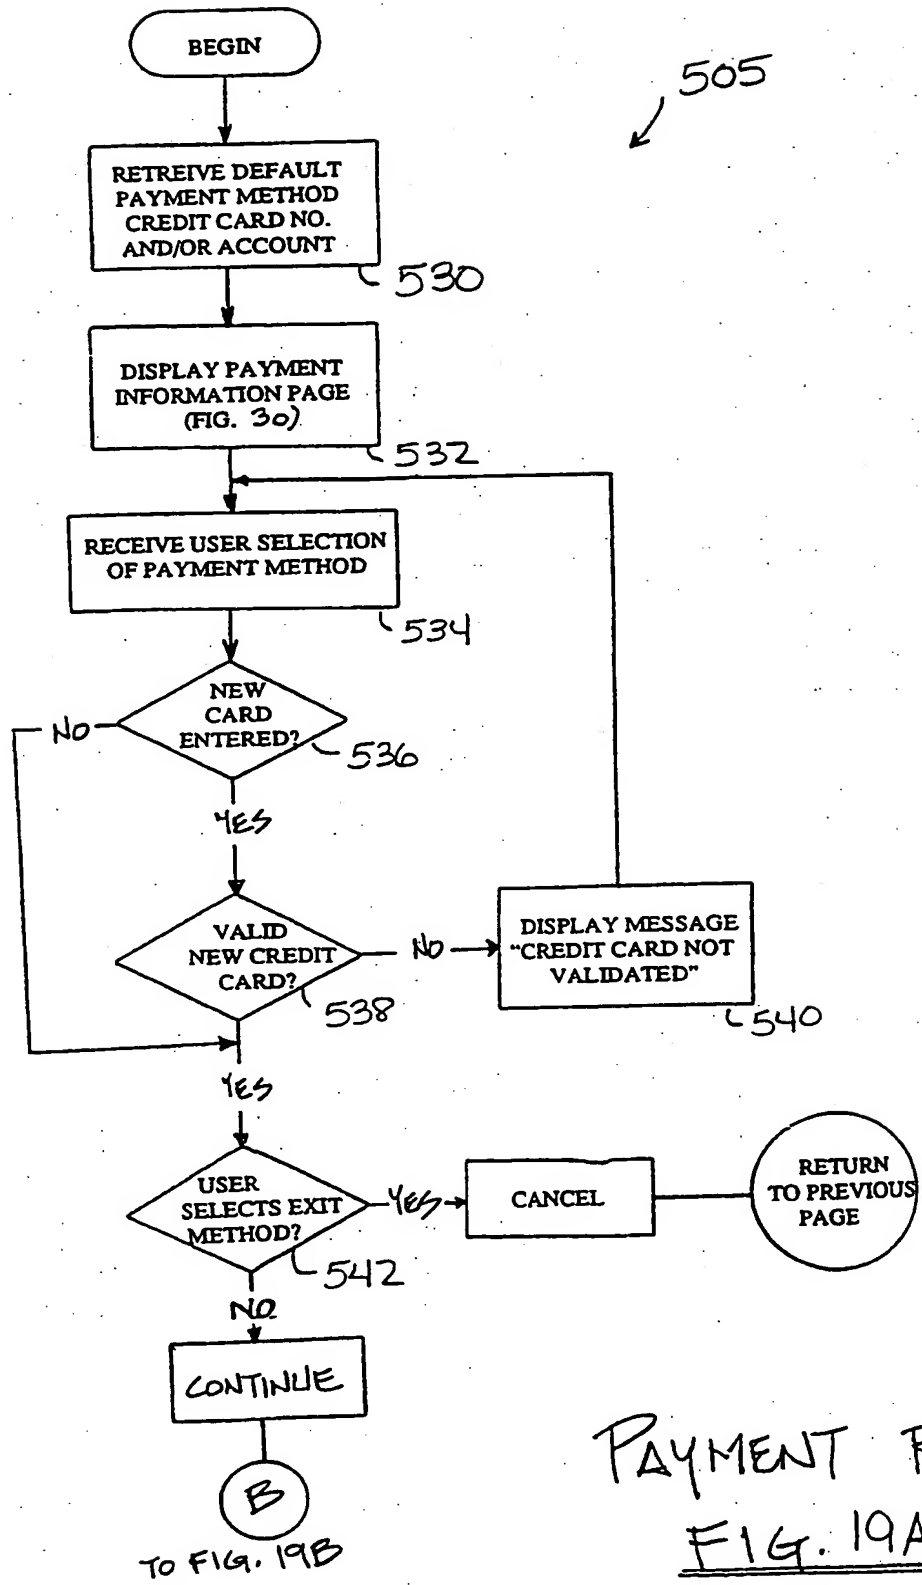 BEGIN
505
RETREIVE DEFAULT
PAYMENT METHOD
CREDIT CARD NO.
AND/OR ACCOUNT
530
DISPLAY PAYMENT
INFORMATION PAGE
(FIG. 30)
532
RECEIVE USER SELECTION
OF PAYMENT METHOD
534
NEW
CARD
ENTERED?
NO
536
YES
VALID
NEW CREDIT
CARD?
538
NO
DISPLAY MESSAGE
"CREDIT CARD NOT
VALIDATED"
540
YES
USER
SELECTS EXIT
METHOD?
542
YES
CANCEL
RETURN
TO PREVIOUS
PAGE
NO
CONTINUE
B
TO FIG. 19B
PAYMENT
FIG. 19A